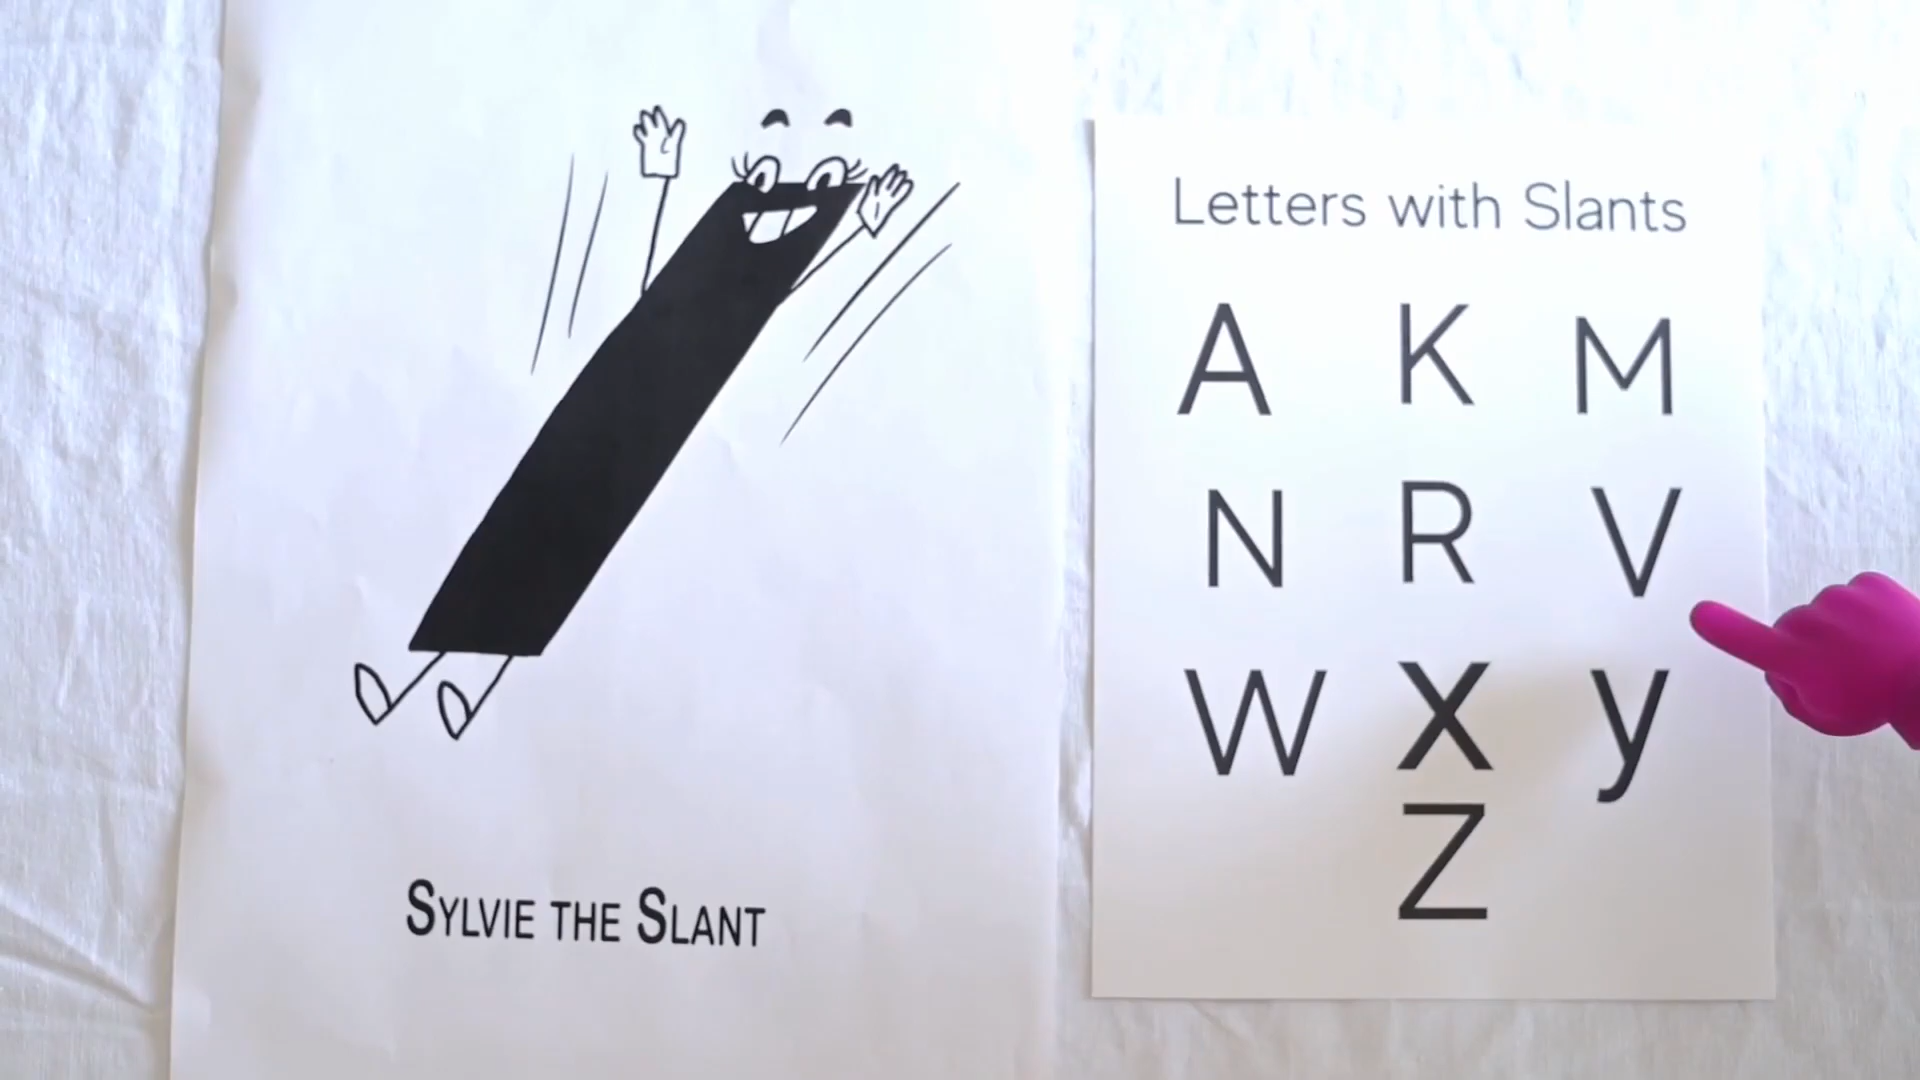 SYLVIE THE SLANT
Letters with Slants
A K M
N R V
W X y
Z